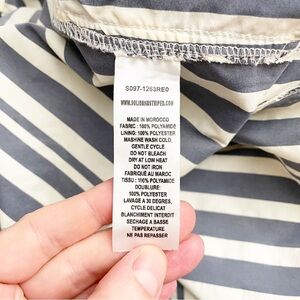 S097-1263RE0
WWW.SOLIDANDSTRIPED.COM
MADE IN MOROCCO
FABRIC : 100% POLYAMIDE
LINING: 100% POLYESTER
MASHINE WASH COLD,
GENTLE CYCLE
DO NOT BLEACH
DRY AT LOW HEAT
DO NOT IRON
FABRIQUÉ AU MAROC
TISSU : 100% POLYAMIDE
DOUBLURE:
100% POLYESTER
LAVAGE A 30 DEGRES,
CYCLE DELICAT
BLANCHIMENT INTERDIT
SECHAGE A BASSE
TEMPERATURE
NE PAS REPASSER